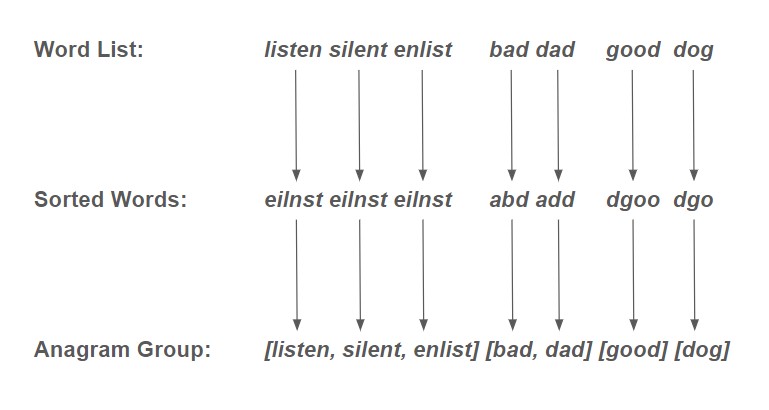 Word List: listen silent enlist bad dad good dog
Sorted Words: eilnst eilnst eilnst abd add dgoo dgo
Anagram Group: [listen, silent, enlist] [bad, dad] [good] [dog]